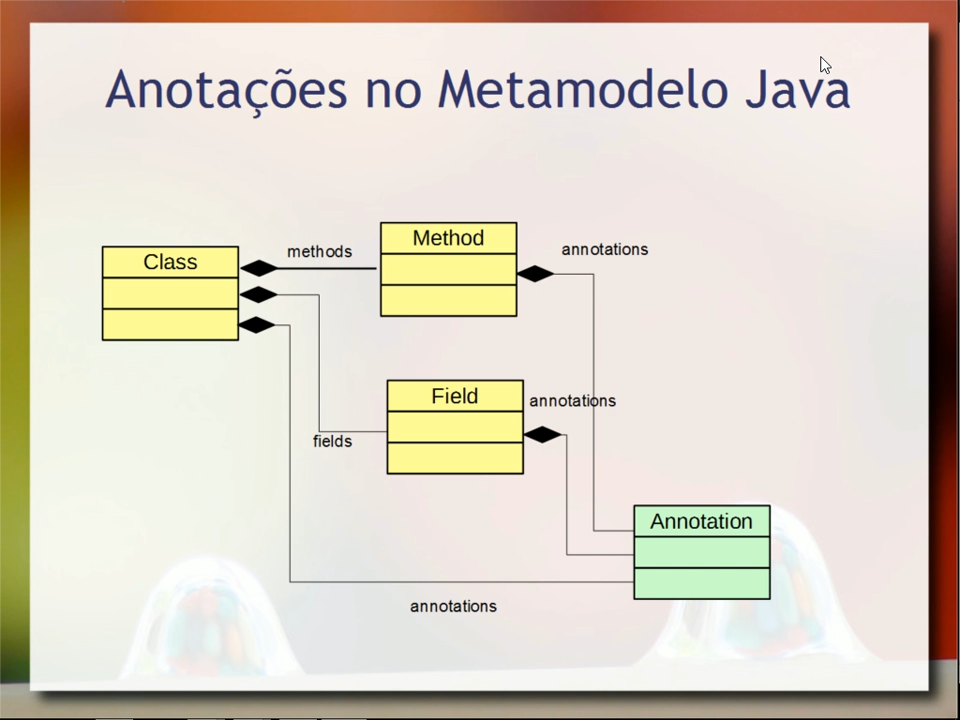 Anotações no Metamodelo Java
Method
annotations
methods
Class
Field
annotations
fields
Annotation
annotations